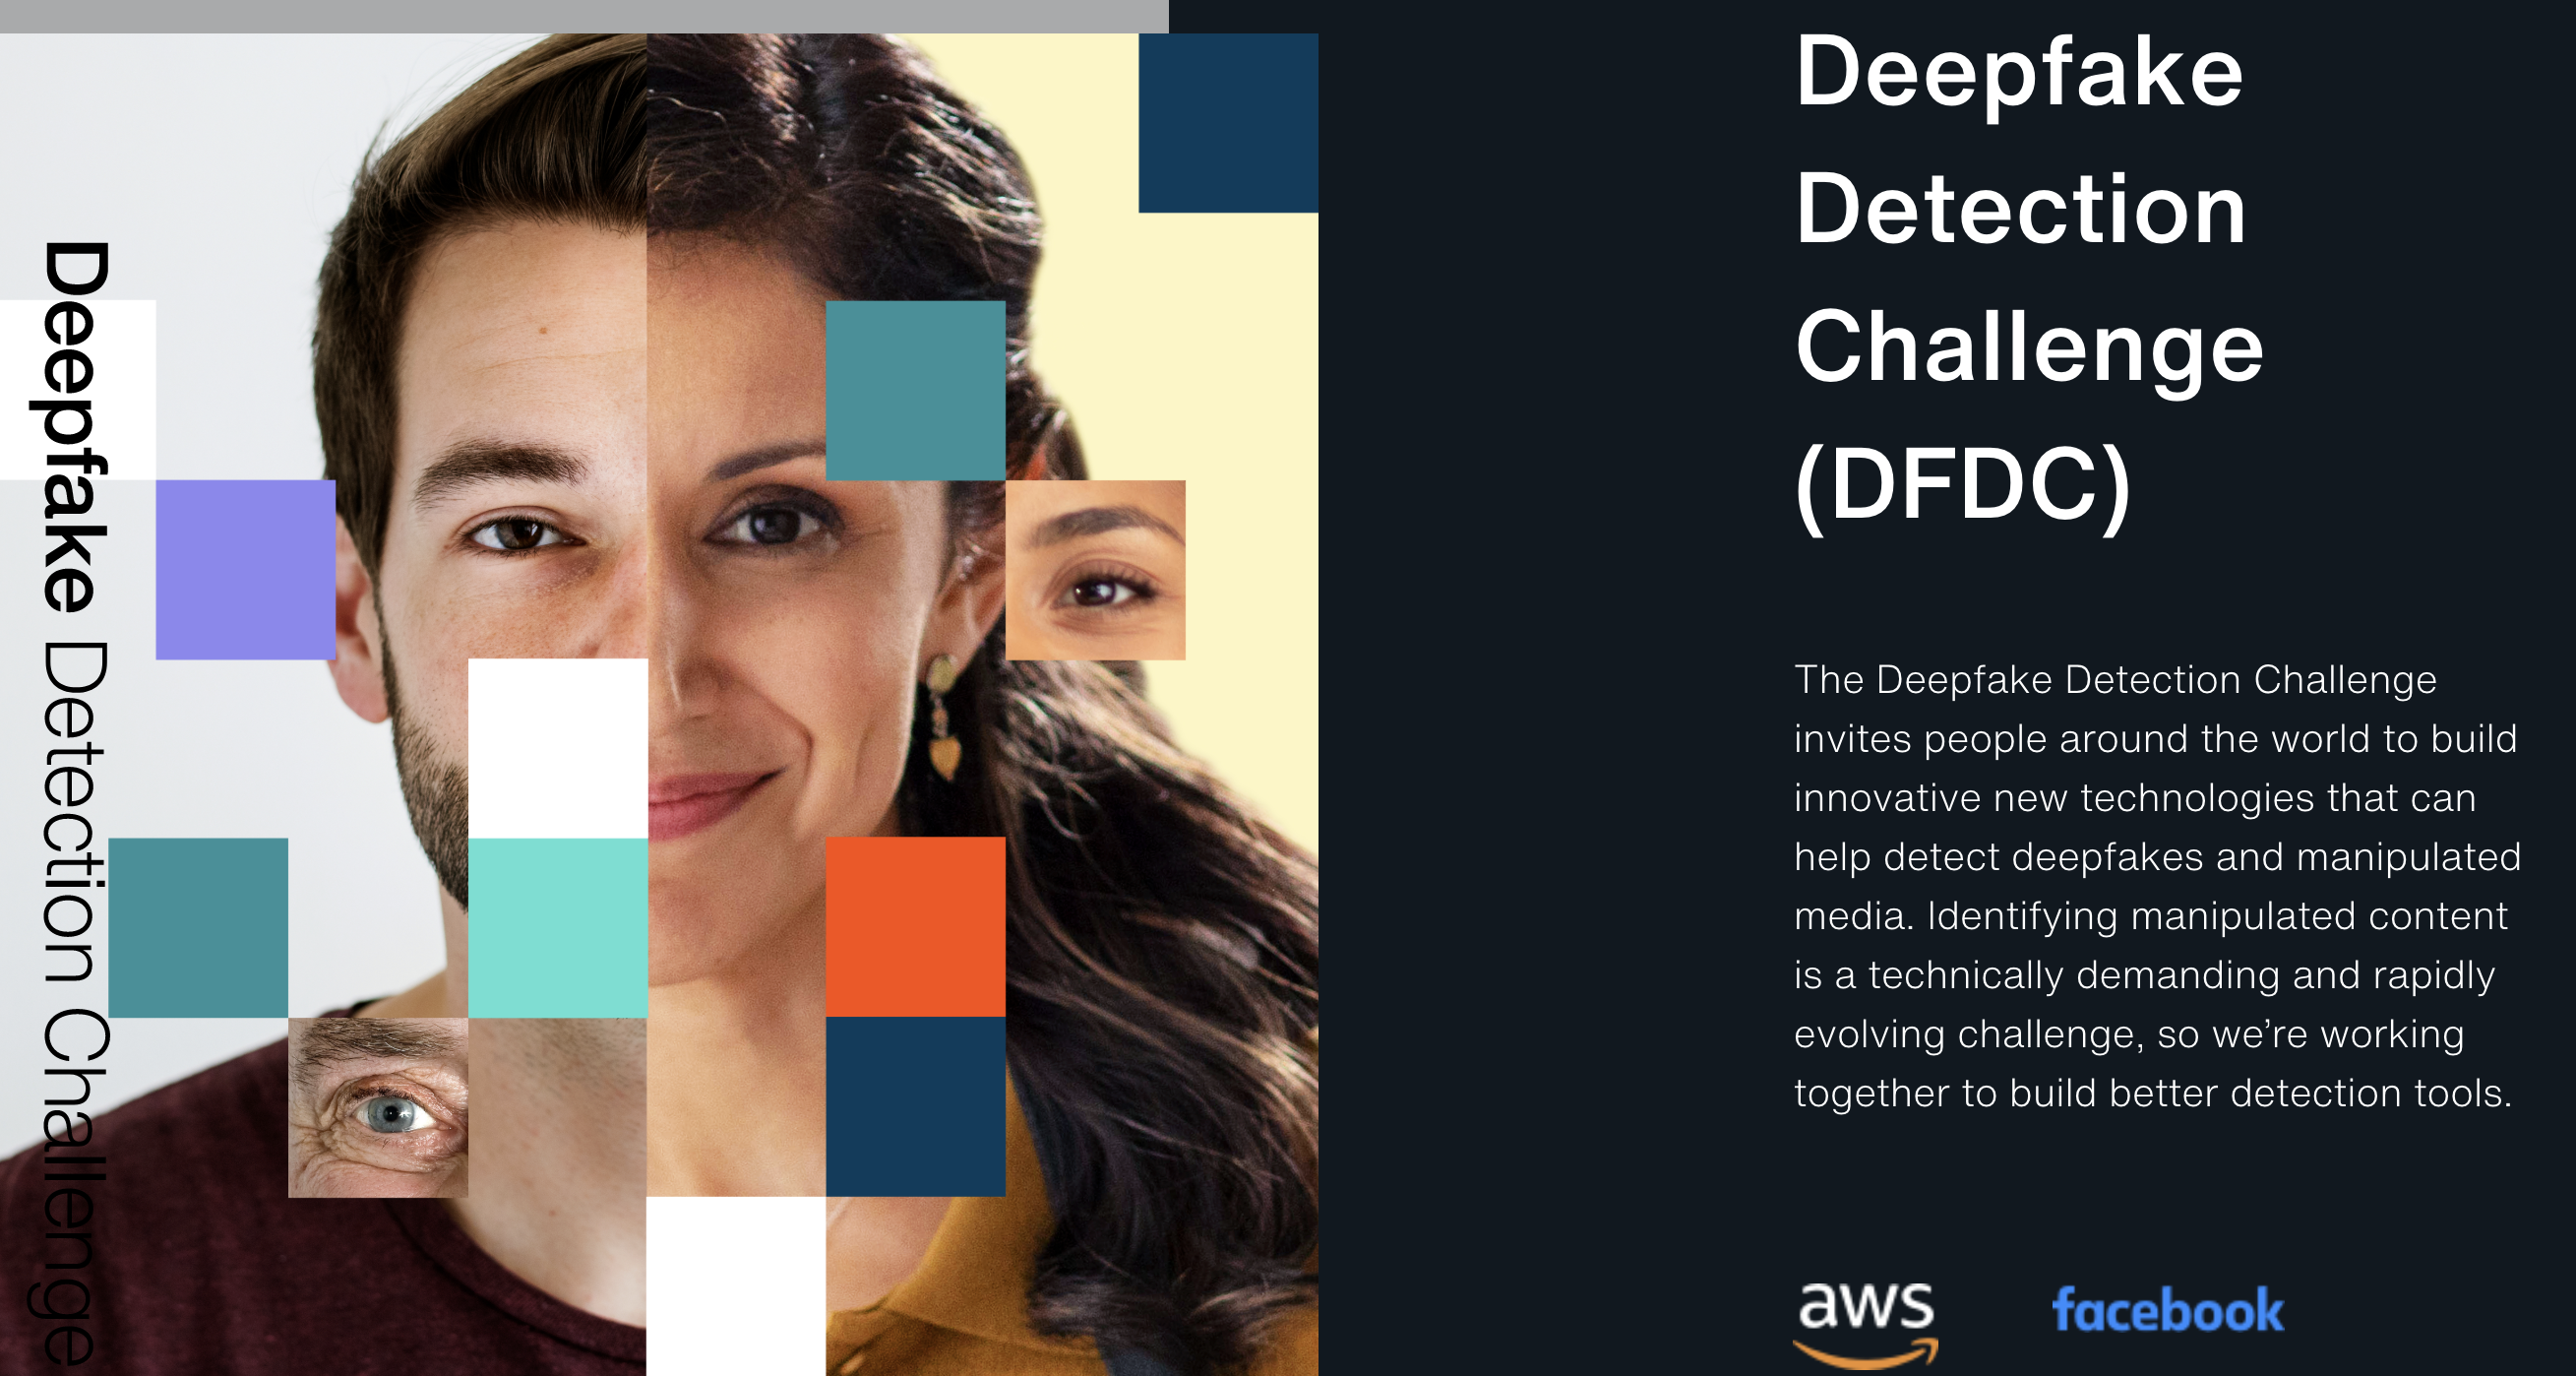 Deepfake Detection Challenge
Deepfake
Detection
Challenge
(DFDC)
The Deepfake Detection Challenge
invites people around the world to build
innovative new technologies that can
help detect deepfakes and manipulated
media. Identifying manipulated content
is a technically demanding and rapidly
evolving challenge, so we’re working
together to build better detection tools.
aws
facebook